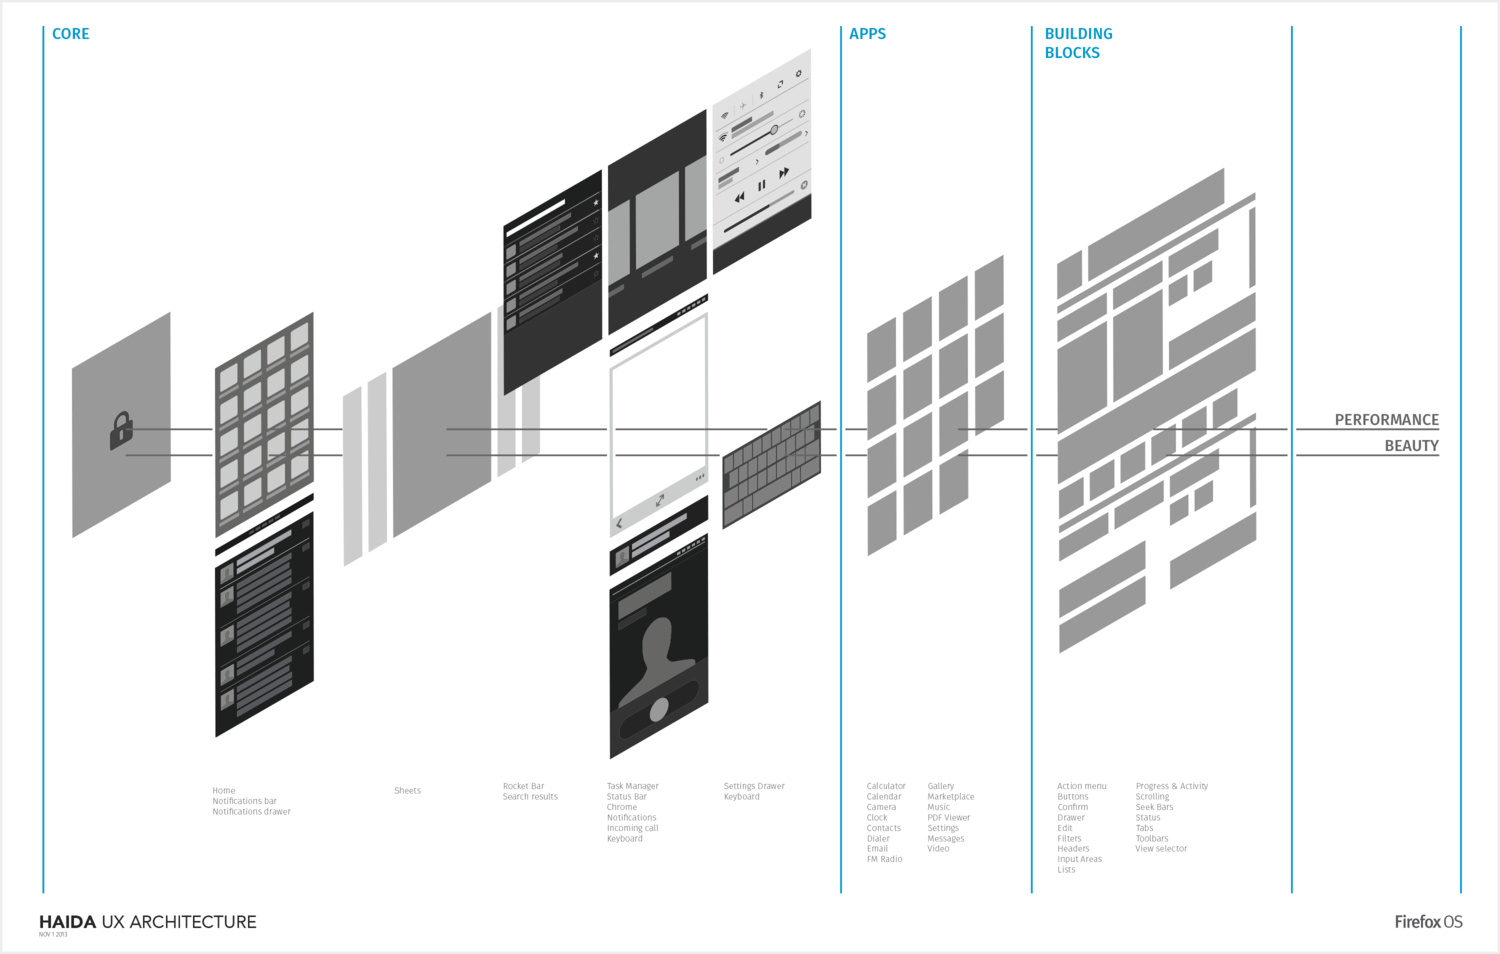 CORE
APPS
BUILDING
BLOCKS
PERFORMANCE
BEAUTY
Home
Notifications bar
Notifications drawer
Sheets
Rocket Bar
Search results
Task Manager
Status Bar
Chrome
Notifications
Incoming call
Keyboard
Settings Drawer
Keyboard
Calculator
Calendar
Camera
Clock
Contacts
Dialer
Email
FM Radio
Gallery
Marketplace
Music
PDF Viewer
Settings
Messages
Video
Action menu
Buttons
Confirm
Drawer
Edit
Filters
Headers
Input Areas
Lists
Progress & Activity
Scrolling
Seek Bars
Status
Tabs
Toolbars
View selector
HAIDA UX ARCHITECTURE
NOV 1 2013
Firefox OS